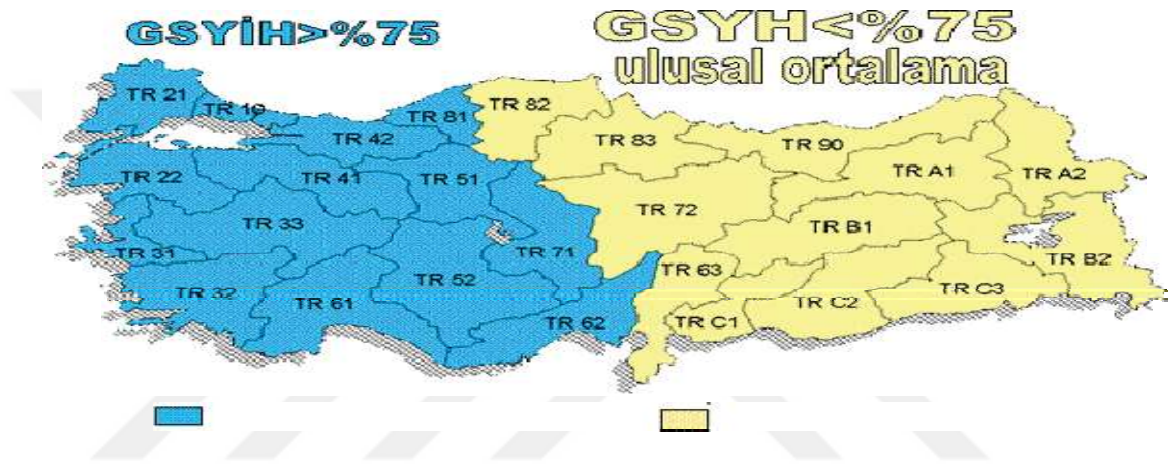 GSYİH>%75
GSYH<%75
ulusal ortalama
TR 21
TR 10
TR 81
TR 82
TR 42
TR 83
TR 90
TR A1
TR A2
TR 22
TR 41
TR 51
TR 72
TR 33
TR B1
TR 31
TR 71
TR B2
TR 63
TR 52
TR 32
TR 61
TR C3
TR C2
TR 62
TR C1